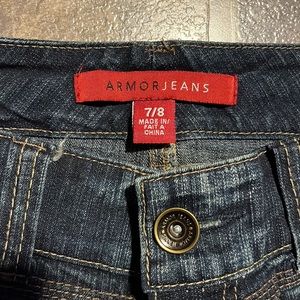 ARMORJEANS
7/8
MADE IN/
FAIT A
CHINA